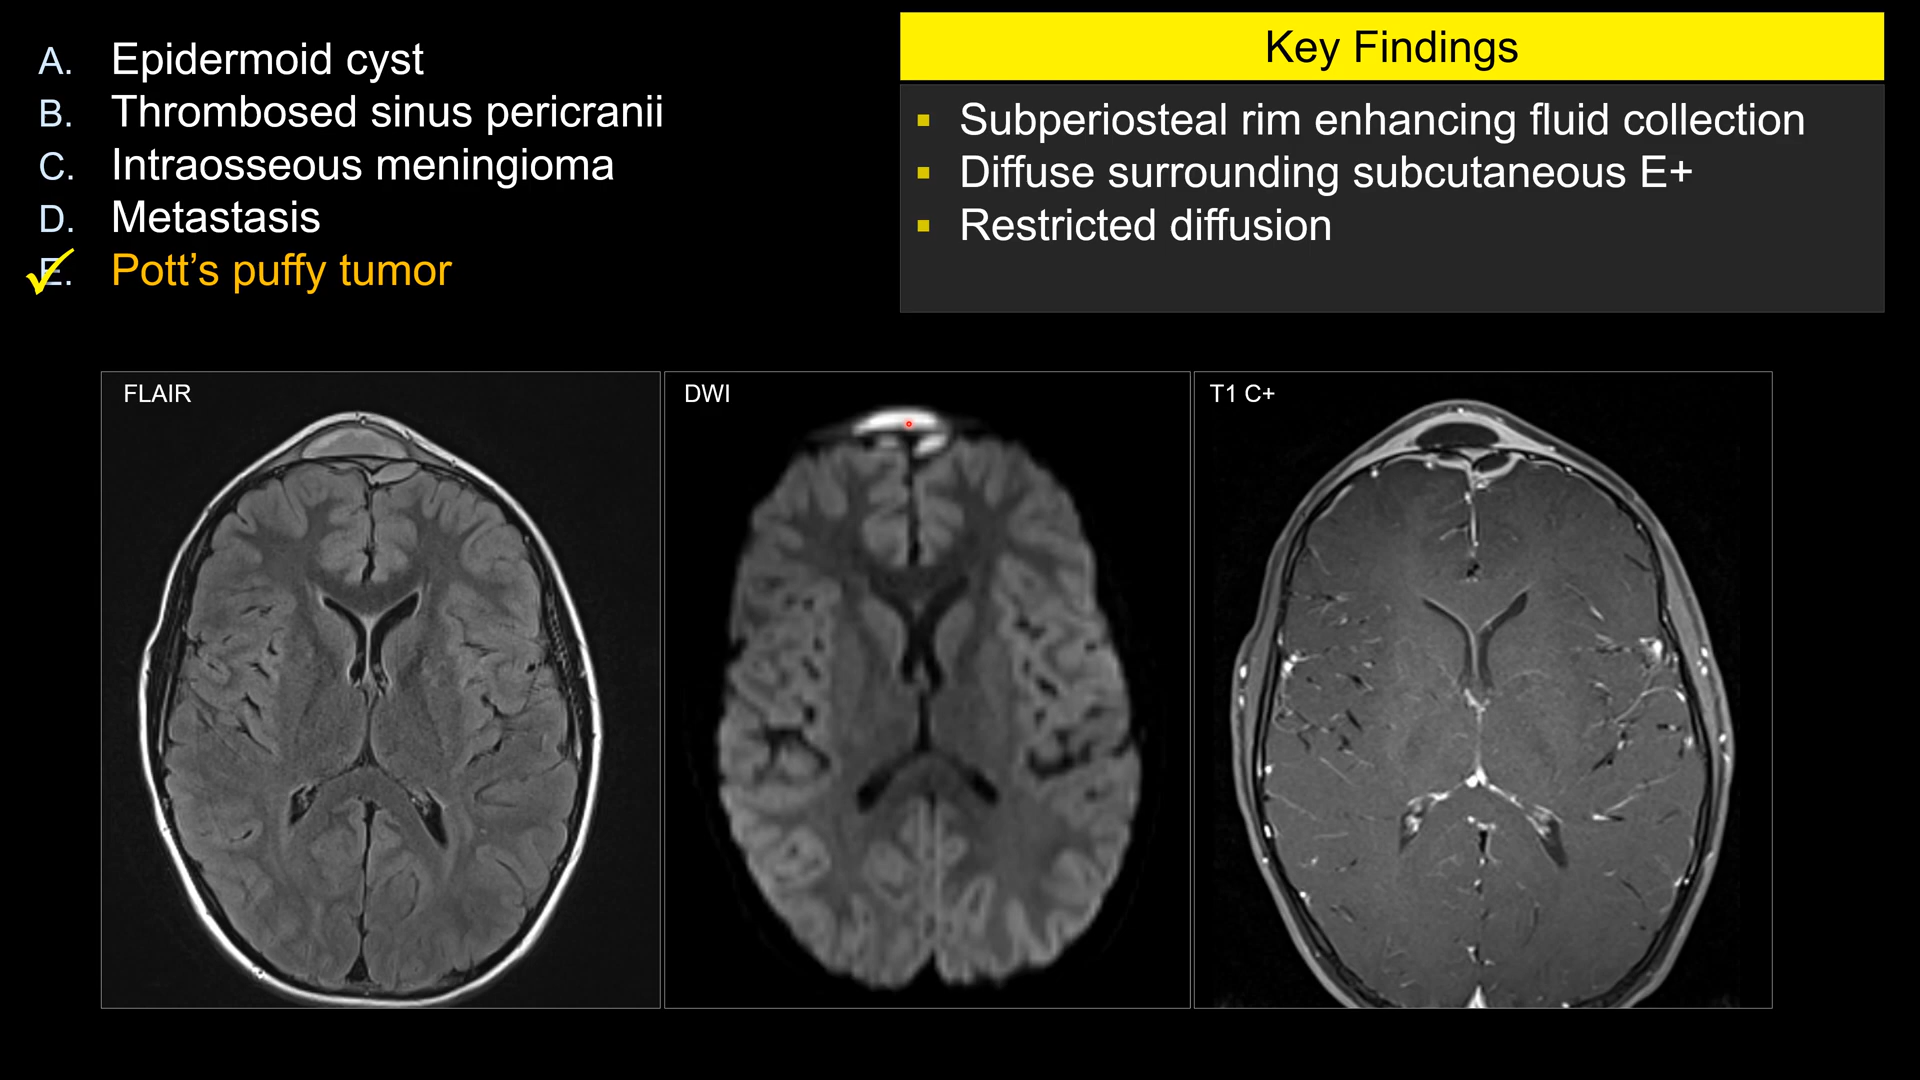 A. Epidermoid cyst
B. Thrombosed sinus pericranii
C. Intraosseous meningioma
D. Metastasis
E. Pott’s puffy tumor
Key Findings
Subperiosteal rim enhancing fluid collection
Diffuse surrounding subcutaneous E+
Restricted diffusion
FLAIR
DWI
T1 C+